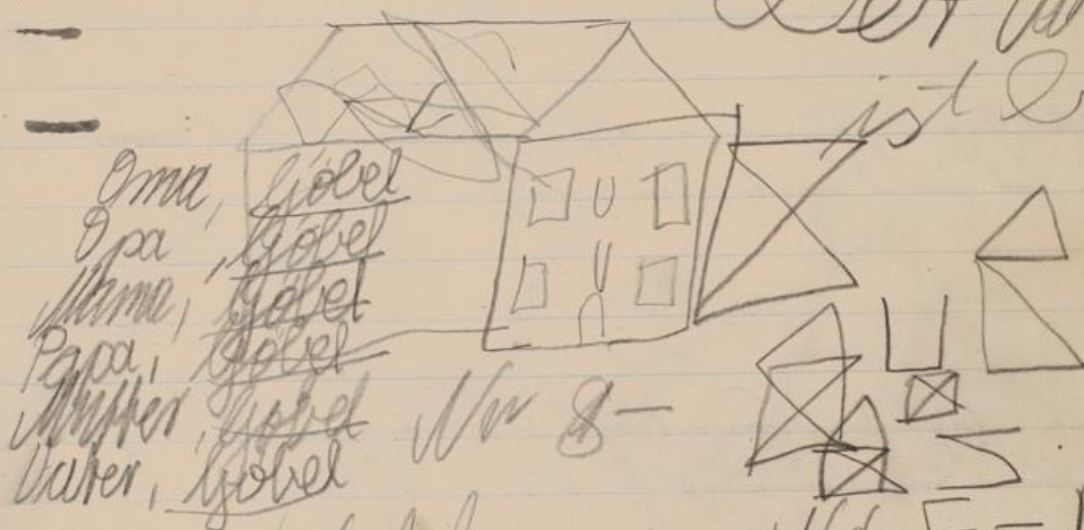 ist
Oma, Göbel
Opa, Göbel
Mama, Göbel
Papa, Göbel
Mutter, Göbel
Vater, Göbel
Nr 8-